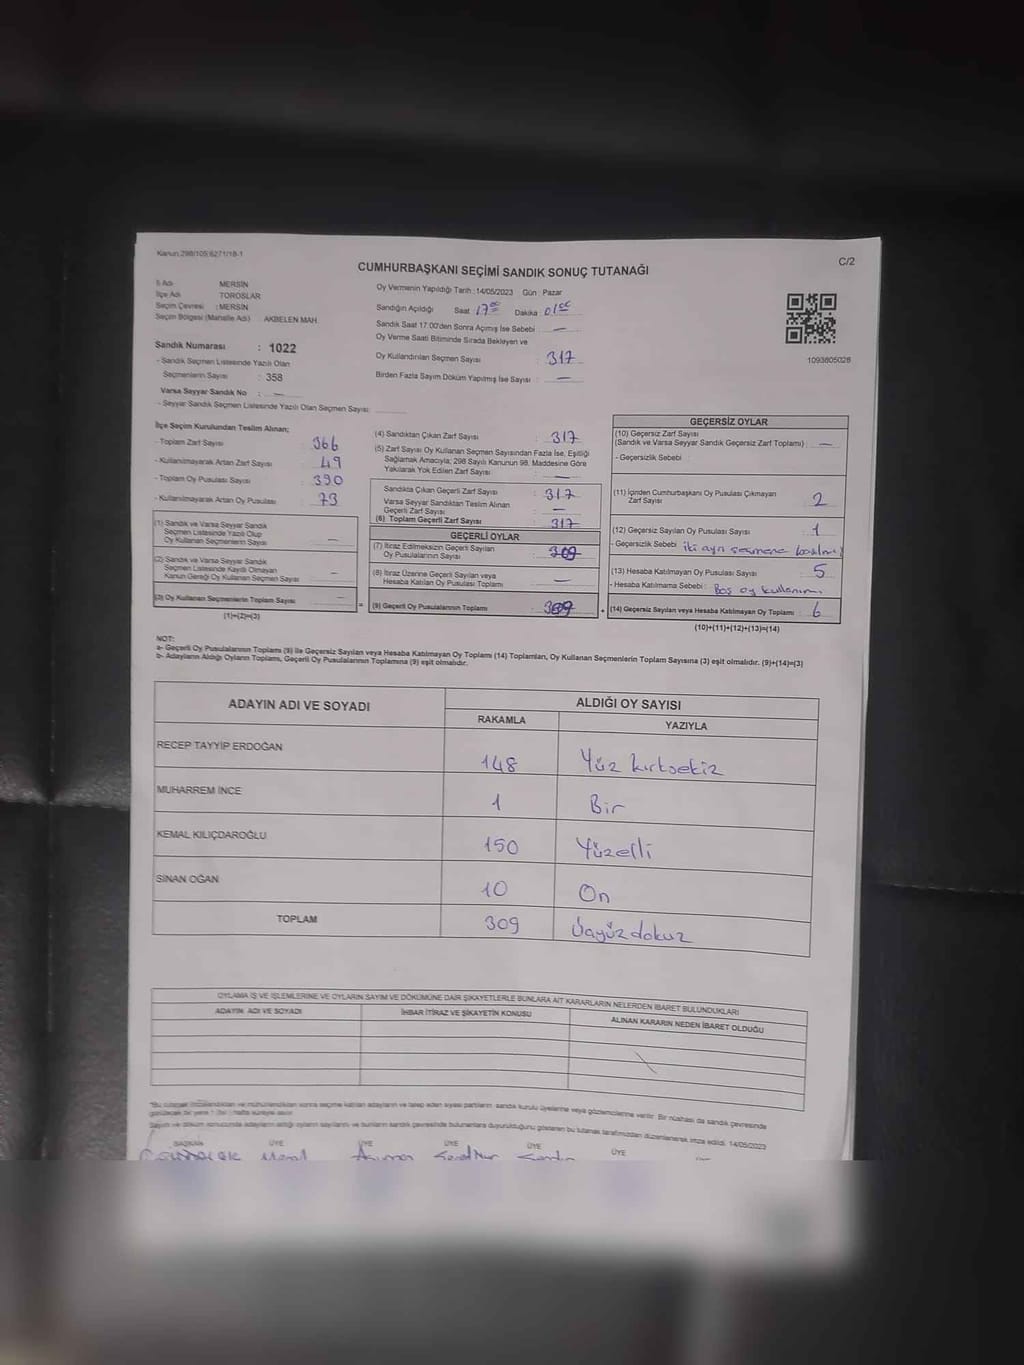 Kanun:298/105;6271/18-1
C/2
CUMHURBAŞKANI SEÇİMİ SANDIK SONUÇ TUTANAĞI
İl Adı MERSİN
İlçe Adı TOROSLAR
Seçim Çevresi : MERSİN
Seçim Bölgesi (Mahalle Adı) AKBELEN MAH.
Sandık Numarası : 1022
- Sandık Seçmen Listesinde Yazılı Olan
Seçmenlerin Sayısı : 358
Varsa Seyyar Sandık No : —
- Seyyar Sandık Seçmen Listesinde Yazılı Olan Seçmen Sayısı:
Oy Vermenin Yapıldığı Tarih : 14/05/2023 Gün : Pazar
Sandığın Açıldığı Saat 17 Dakika 01
Sandık Saat 17.00'den Sonra Açımış İse Sebebi : —
Oy Verme Saati Bitiminde Sırada Bekleyen ve
Oy Kullandırılan Seçmen Sayısı : 317
Birden Fazla Sayım Döküm Yapılmış İse Sayısı : —
1093805028
İlçe Seçim Kurulundan Teslim Alınan;
- Toplam Zarf Sayısı : 366
- Kullanılmayarak Artan Zarf Sayısı : 49
- Toplam Oy Pusulası Sayısı : 390
- Kullanılmayarak Artan Oy Pusulası : 73
(1) Sandık ve Varsa Seyyar Sandık
Seçmen Listesinde Yazılı Olup
Oy Kullanan Seçmenlerin Sayısı : —
(2) Sandık ve Varsa Seyyar Sandık
Seçmen Listesinde Kayıtlı Olmayan
Kanun Gereği Oy Kullanan Seçmen Sayısı : —
(3) Oy Kullanan Seçmenlerin Toplam Sayısı : —
(1)+(2)=(3)
(4) Sandıktan Çıkan Zarf Sayısı : 317
(5) Zarf Sayısı Oy Kullanan Seçmen Sayısından Fazla İse, Eşitliği
Sağlamak Amacıyla; 298 Sayılı Kanunun 98. Maddesine Göre
Yakılarak Yok Edilen Zarf Sayısı : —
Sandıkta Çıkan Geçerli Zarf Sayısı : 317
Varsa Seyyar Sandıktan Teslim Alınan
Geçerli Zarf Sayısı : —
(6) Toplam Geçerli Zarf Sayısı : 317
GEÇERLİ OYLAR
(7) İtiraz Edilmeksizin Geçerli Sayılan
Oy Pusulalarının Sayısı : 309
(8) İtiraz Üzerine Geçerli Sayılan veya
Hesaba Katılan Oy Pusulası Toplamı : —
(9) Geçerli Oy Pusulalarının Toplamı : 309
GEÇERSİZ OYLAR
(10) Geçersiz Zarf Sayısı
(Sandık ve Varsa Seyyar Sandık Geçersiz Zarf Toplamı) : —
- Geçersizlik Sebebi :
(11) İçinden Cumhurbaşkanı Oy Pusulası Çıkmayan
Zarf Sayısı : 2
(12) Geçersiz Sayılan Oy Pusulası Sayısı : 1
- Geçersizlik Sebebi : iki ayrı seçmene
(13) Hesaba Katılmayan Oy Pusulası Sayısı : 5
- Hesaba Katılmama Sebebi : Boş oy kullanımı
(14) Geçersiz Sayılan veya Hesaba Katılmayan Oy Toplamı : 6
(10)+(11)+(12)+(13)=(14)
NOT:
a- Geçerli Oy Pusulalarının Toplamı (9) ile Geçersiz Sayılan veya Hesaba Katılmayan Oy Toplamı (14) Toplamları, Oy Kullanan Seçmenlerin Toplam Sayısına (3) eşit olmalıdır. (9)+(14)=(3)
b- Adayların Aldığı Oyların Toplamı, Geçerli Oy Pusulalarının Toplamına (9) eşit olmalıdır.
ADAYIN ADI VE SOYADI ALDIĞI OY SAYISI
RAKAMLA YAZIYLA
RECEP TAYYİP ERDOĞAN 148 Yüz kırksekiz
MUHARREM İNCE 1 Bir
KEMAL KILIÇDAROĞLU 150 Yüzelli
SİNAN OĞAN 10 On
TOPLAM 309 Üçyüzdokuz
OYLAMA İŞ VE İŞLEMLERİNE VE OYLARIN SAYIM VE DÖKÜMÜNE DAİR ŞİKAYETLERLE BUNLARA AİT KARARLARIN NELERDEN İBARET BULUNDUKLARI
ADAYIN ADI VE SOYADI İHBAR İTİRAZ VE ŞİKAYETİN KONUSU ALINAN KARARIN NEDEN İBARET OLDUĞU
BAŞKAN ÜYE ÜYE ÜYE ÜYE ÜYE